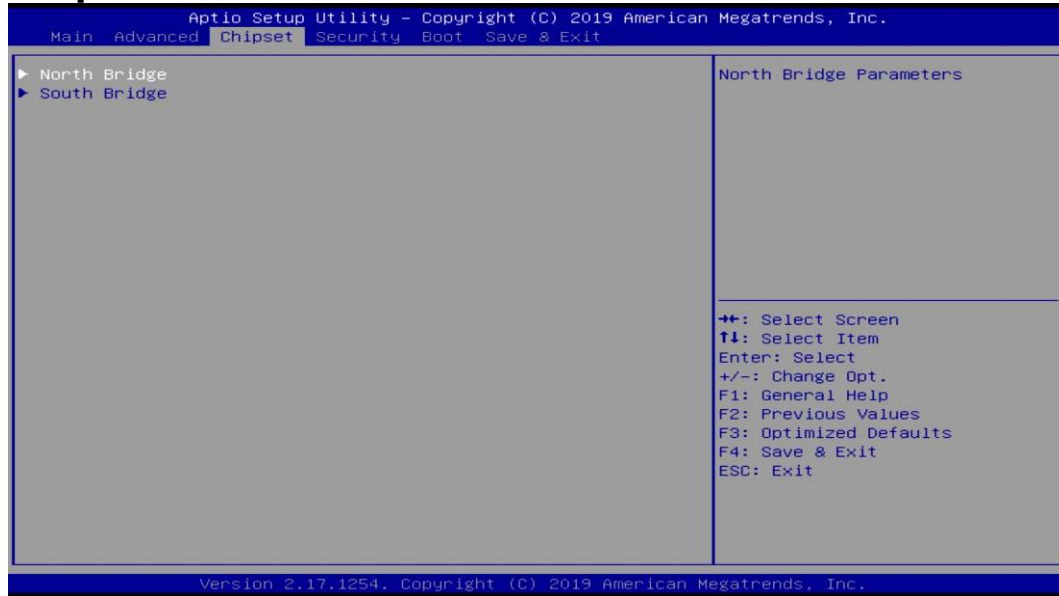 Aptio Setup Utility – Copyright (C) 2019 American Megatrends, Inc.
Main Advanced Chipset Security Boot Save & Exit
▶ North Bridge
▶ South Bridge
North Bridge Parameters
→←: Select Screen
↑↓: Select Item
Enter: Select
+/-: Change Opt.
F1: General Help
F2: Previous Values
F3: Optimized Defaults
F4: Save & Exit
ESC: Exit
Version 2.17.1254. Copyright (C) 2019 American Megatrends, Inc.